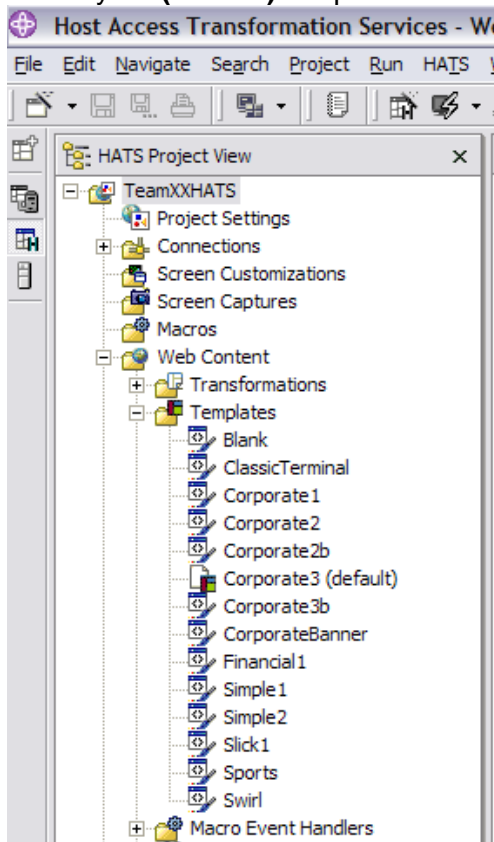 (
)
Host Access Transformation Services - W
File Edit Navigate Search Project Run HATS
HATS Project View
TeamXXHATS
Project Settings
Connections
Screen Customizations
Screen Captures
Macros
Web Content
Transformations
Templates
Blank
ClassicTerminal
Corporate1
Corporate2
Corporate2b
Corporate3 (default)
Corporate3b
CorporateBanner
Financial1
Simple1
Simple2
Slick1
Sports
Swirl
Macro Event Handlers